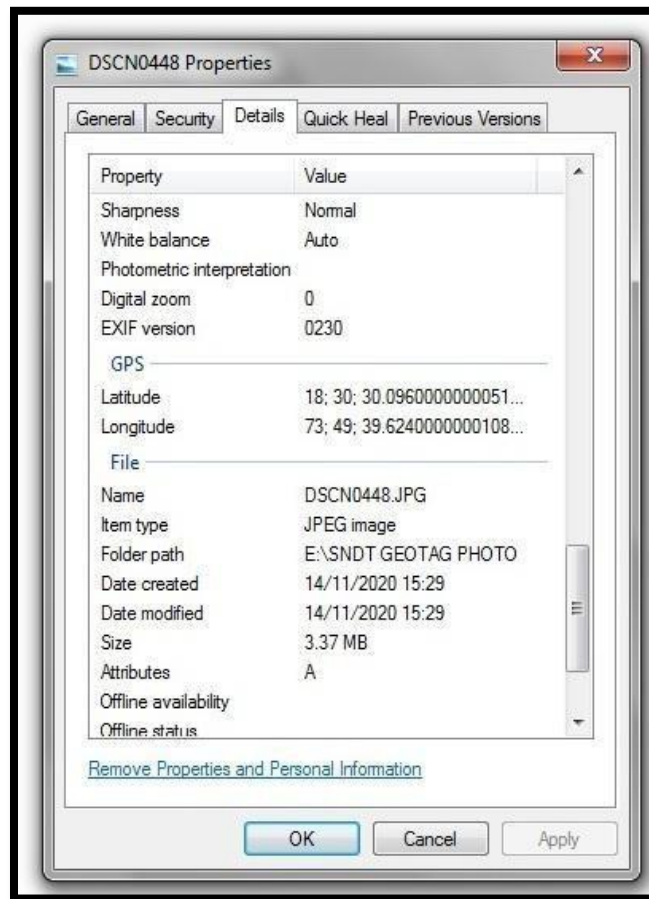 DSCN0448 Properties
General Security Details Quick Heal Previous Versions
Property Value
Sharpness Normal
White balance Auto
Photometric interpretation
Digital zoom 0
EXIF version 0230
GPS
Latitude 18; 30; 30.0960000000051...
Longitude 73; 49; 39.6240000000108...
File
Name DSCN0448.JPG
Item type JPEG image
Folder path E:\SNDT GEOTAG PHOTO
Date created 14/11/2020 15:29
Date modified 14/11/2020 15:29
Size 3.37 MB
Attributes A
Offline availability
Offline status
Remove Properties and Personal Information
OK Cancel Apply